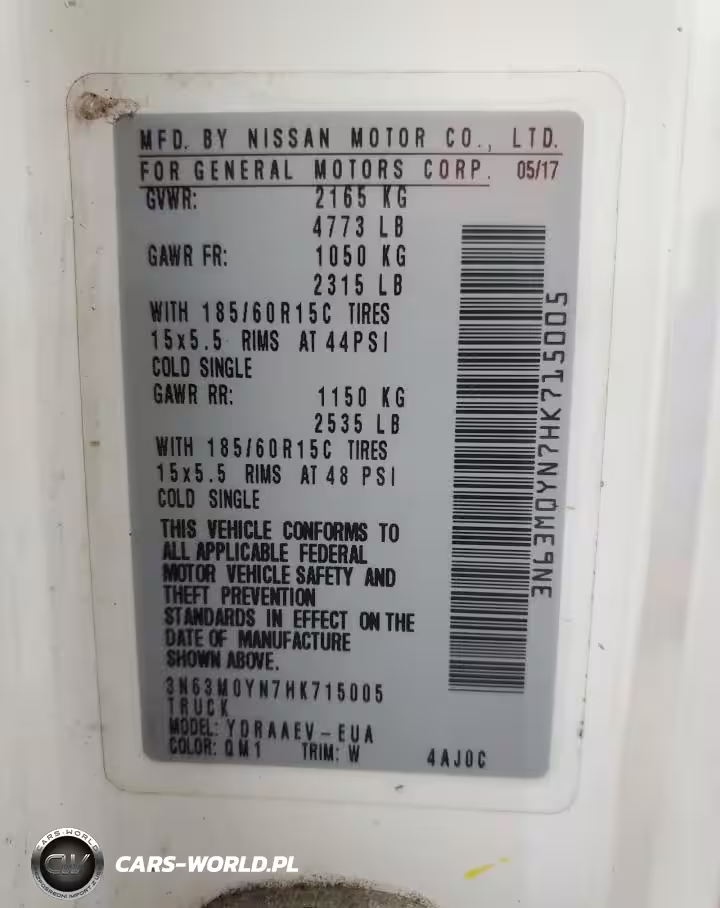 MFD. BY NISSAN MOTOR CO., LTD.
FOR GENERAL MOTORS CORP. 05/17
GVWR: 2165 KG
4773 LB
GAWR FR: 1050 KG
2315 LB
WITH 185/60R15C TIRES
15x5.5 RIMS AT 44PSI
COLD SINGLE
GAWR RR: 1150 KG
2535 LB
WITH 185/60R15C TIRES
15x5.5 RIMS AT 48 PSI
COLD SINGLE
THIS VEHICLE CONFORMS TO
ALL APPLICABLE FEDERAL
MOTOR VEHICLE SAFETY AND
THEFT PREVENTION
STANDARDS IN EFFECT ON THE
DATE OF MANUFACTURE
SHOWN ABOVE.
3N63M0YN7HK715005
TRUCK
MODEL: YDRAAEV-EUA
COLOR: QM1 TRIM: W 4AJ0C
3N63M0YN7HK715005
CARS-WORLD
CW
CARS-WORLD.PL